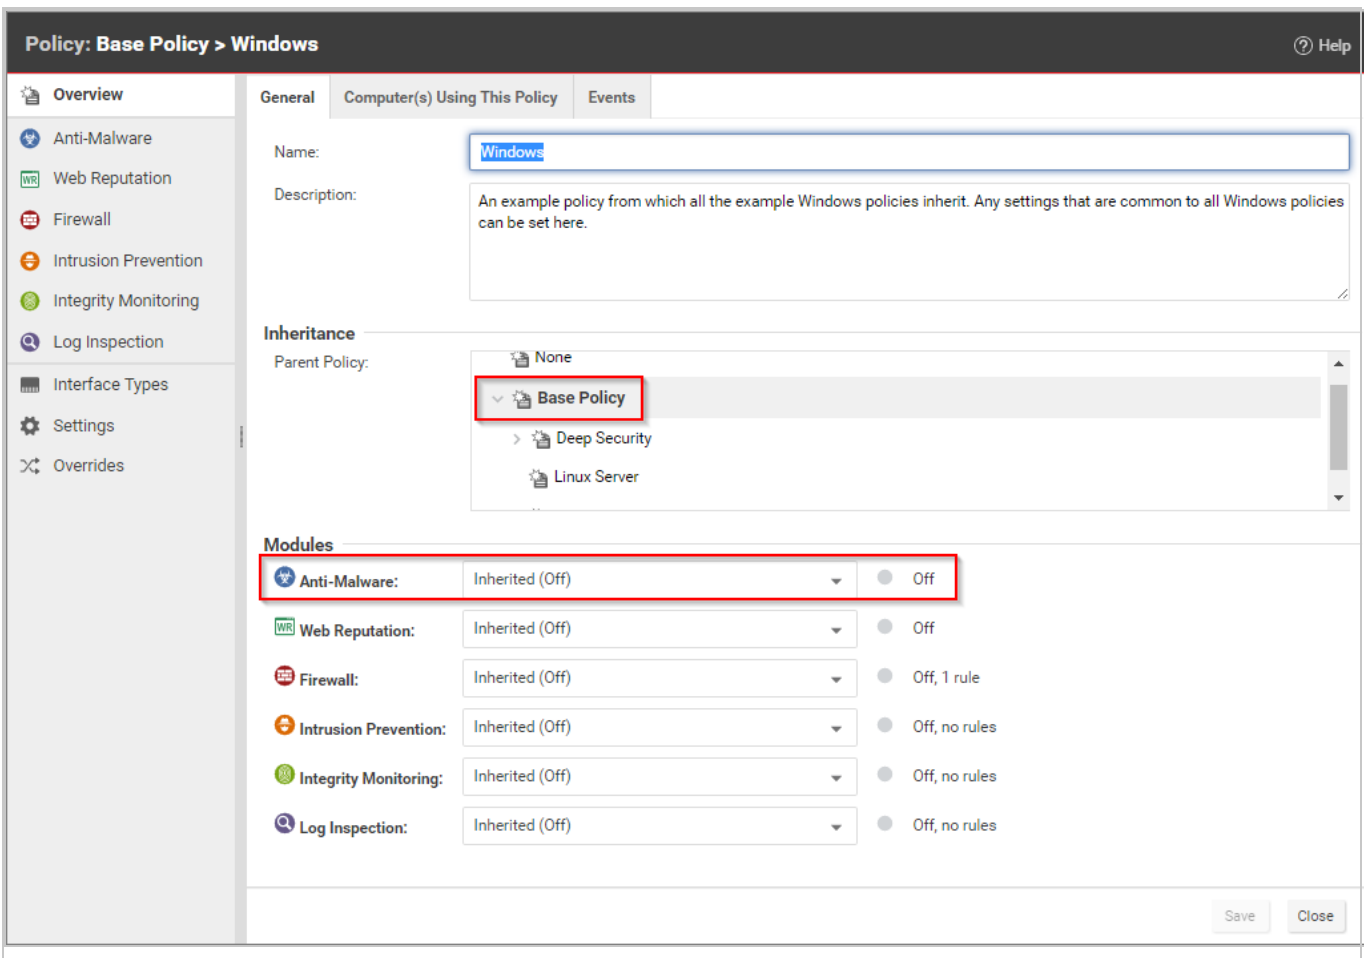 Policy: Base Policy > Windows
Help
Overview
Anti-Malware
WR Web Reputation
Firewall
Intrusion Prevention
Integrity Monitoring
Log Inspection
Interface Types
Settings
Overrides
General Computer(s) Using This Policy Events
Name: Windows
Description: An example policy from which all the example Windows policies inherit. Any settings that are common to all Windows policies
can be set here.
Inheritance
Parent Policy: None
Base Policy
Deep Security
Linux Server
Modules
Anti-Malware: Inherited (Off) Off
WR Web Reputation: Inherited (Off) Off
Firewall: Inherited (Off) Off, 1 rule
Intrusion Prevention: Inherited (Off) Off, no rules
Integrity Monitoring: Inherited (Off) Off, no rules
Log Inspection: Inherited (Off) Off, no rules
Save Close